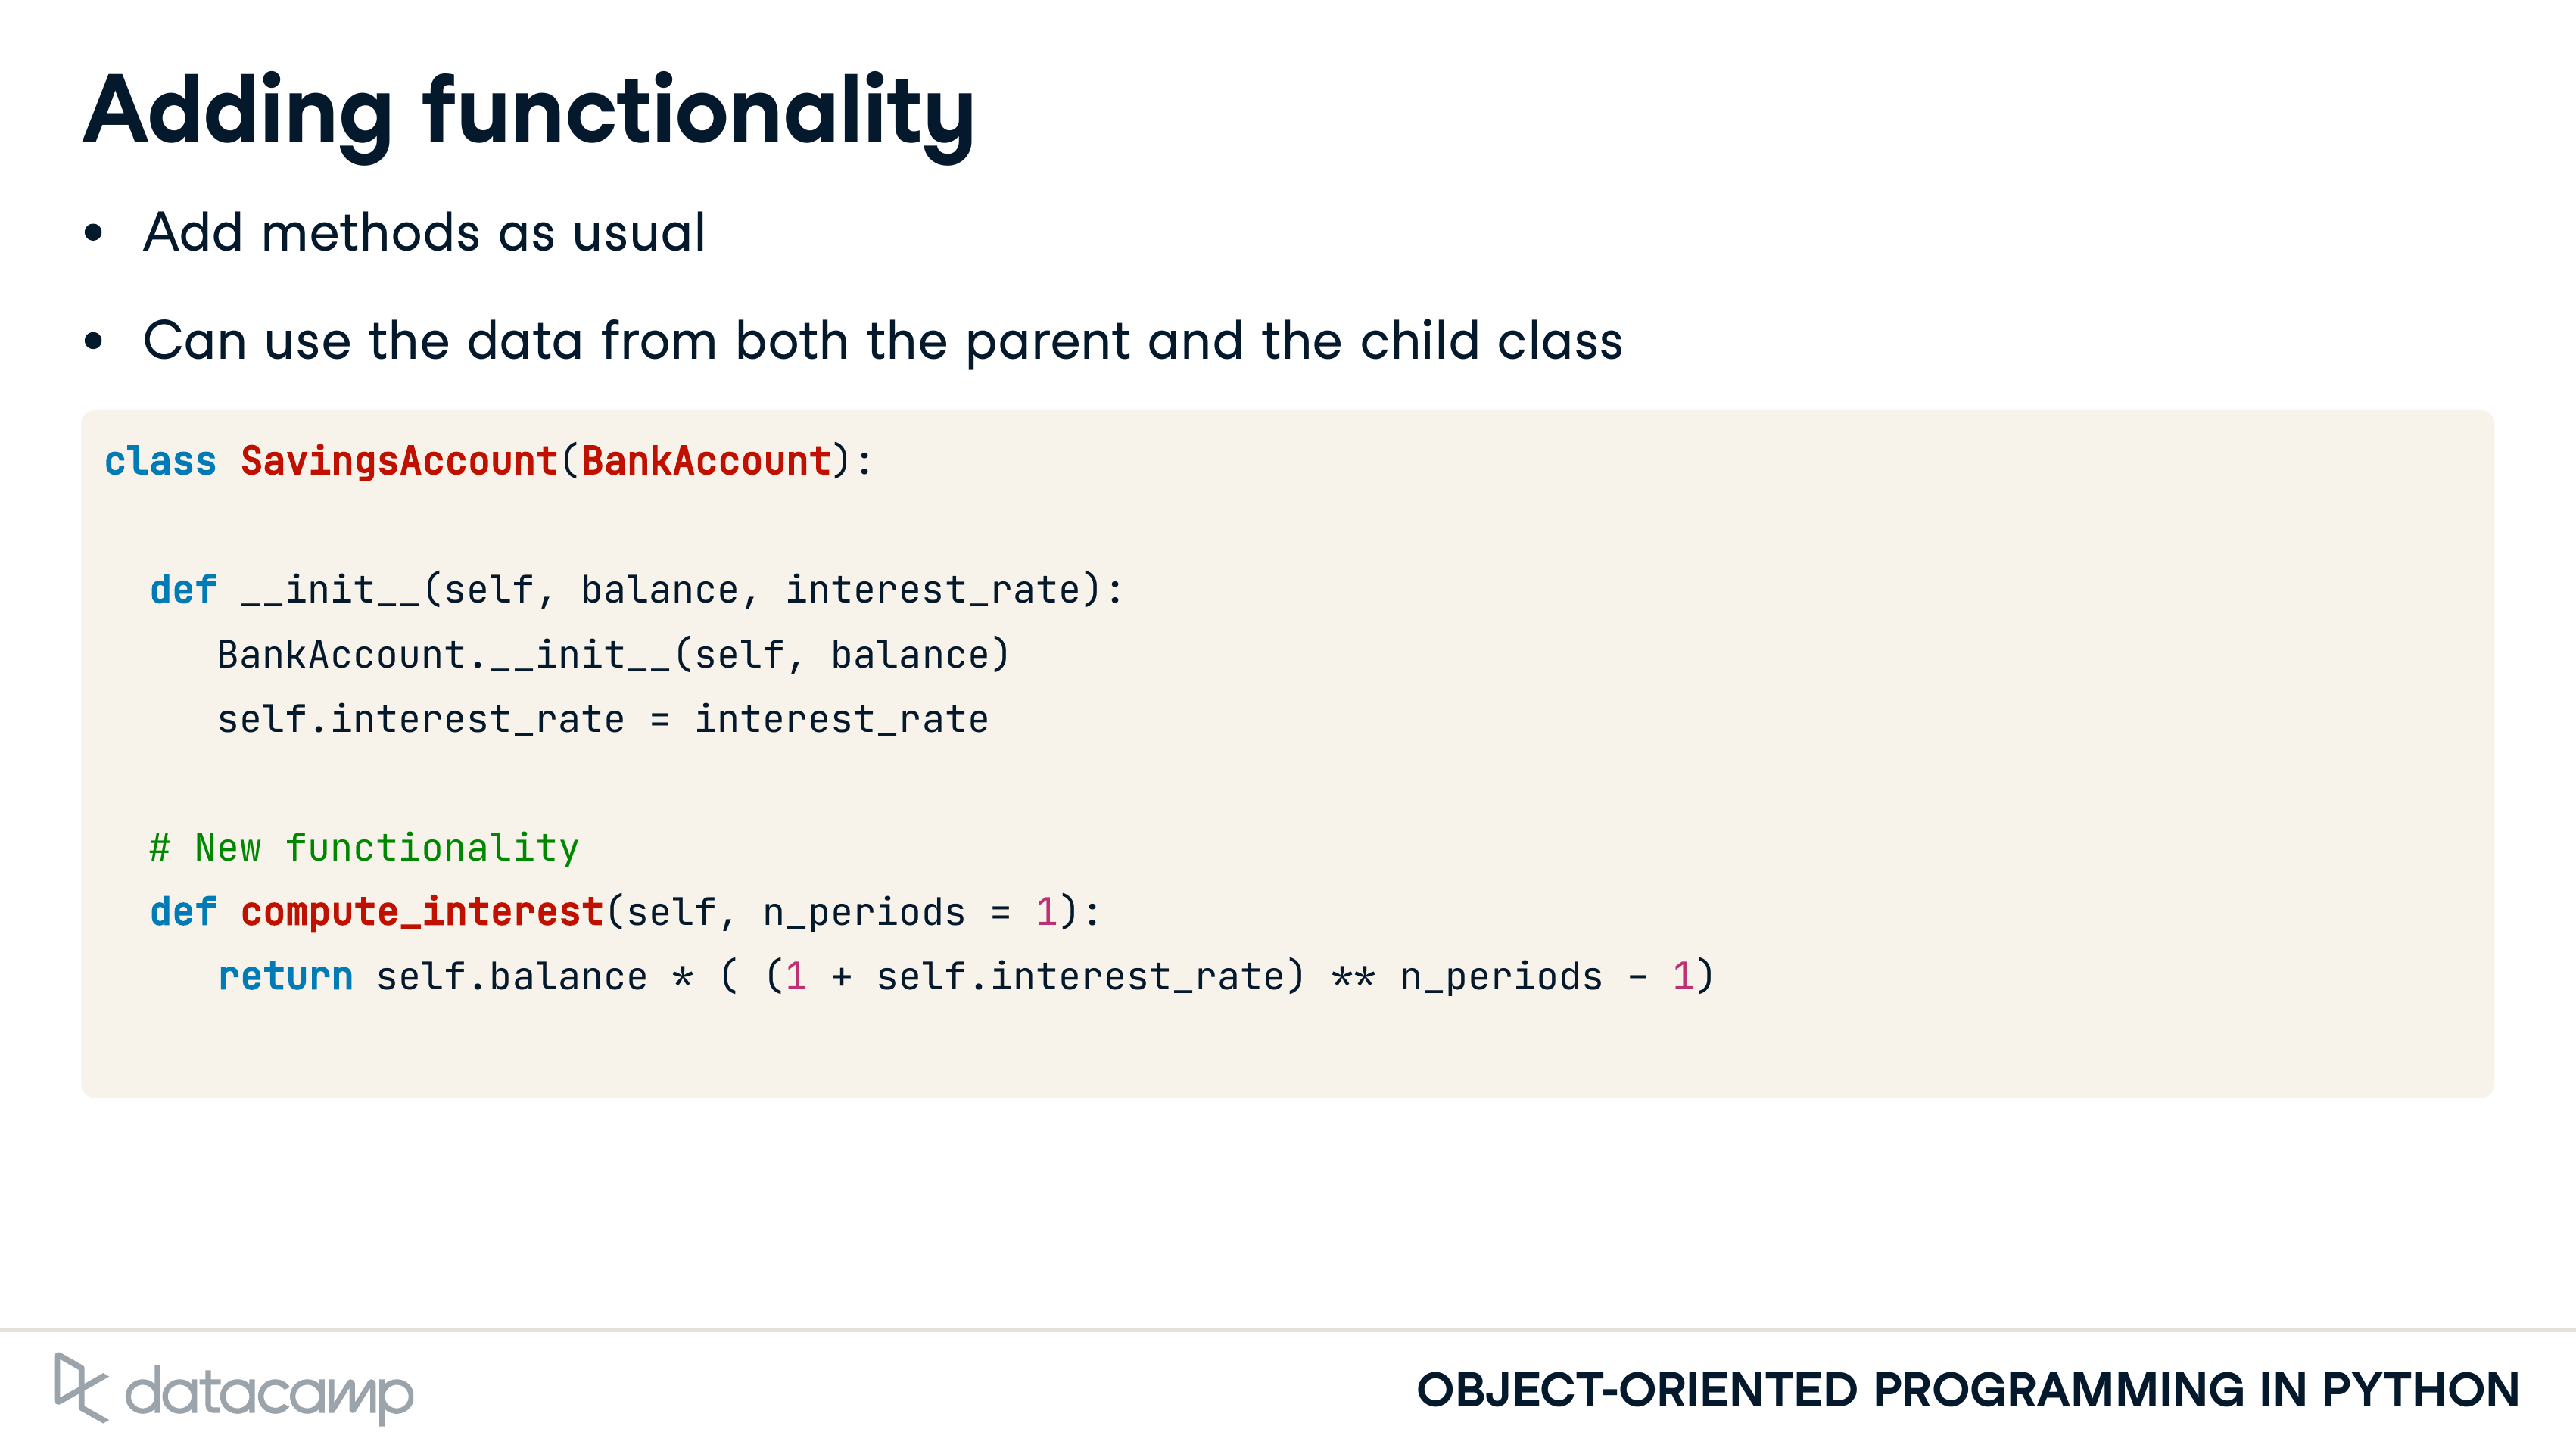 Adding functionality
• Add methods as usual
• Can use the data from both the parent and the child class
class SavingsAccount(BankAccount):
def __init__(self, balance, interest_rate):
BankAccount.__init__(self, balance)
self.interest_rate = interest_rate
# New functionality
def compute_interest(self, n_periods = 1):
return self.balance * ( (1 + self.interest_rate) ** n_periods - 1)
datacamp
OBJECT-ORIENTED PROGRAMMING IN PYTHON